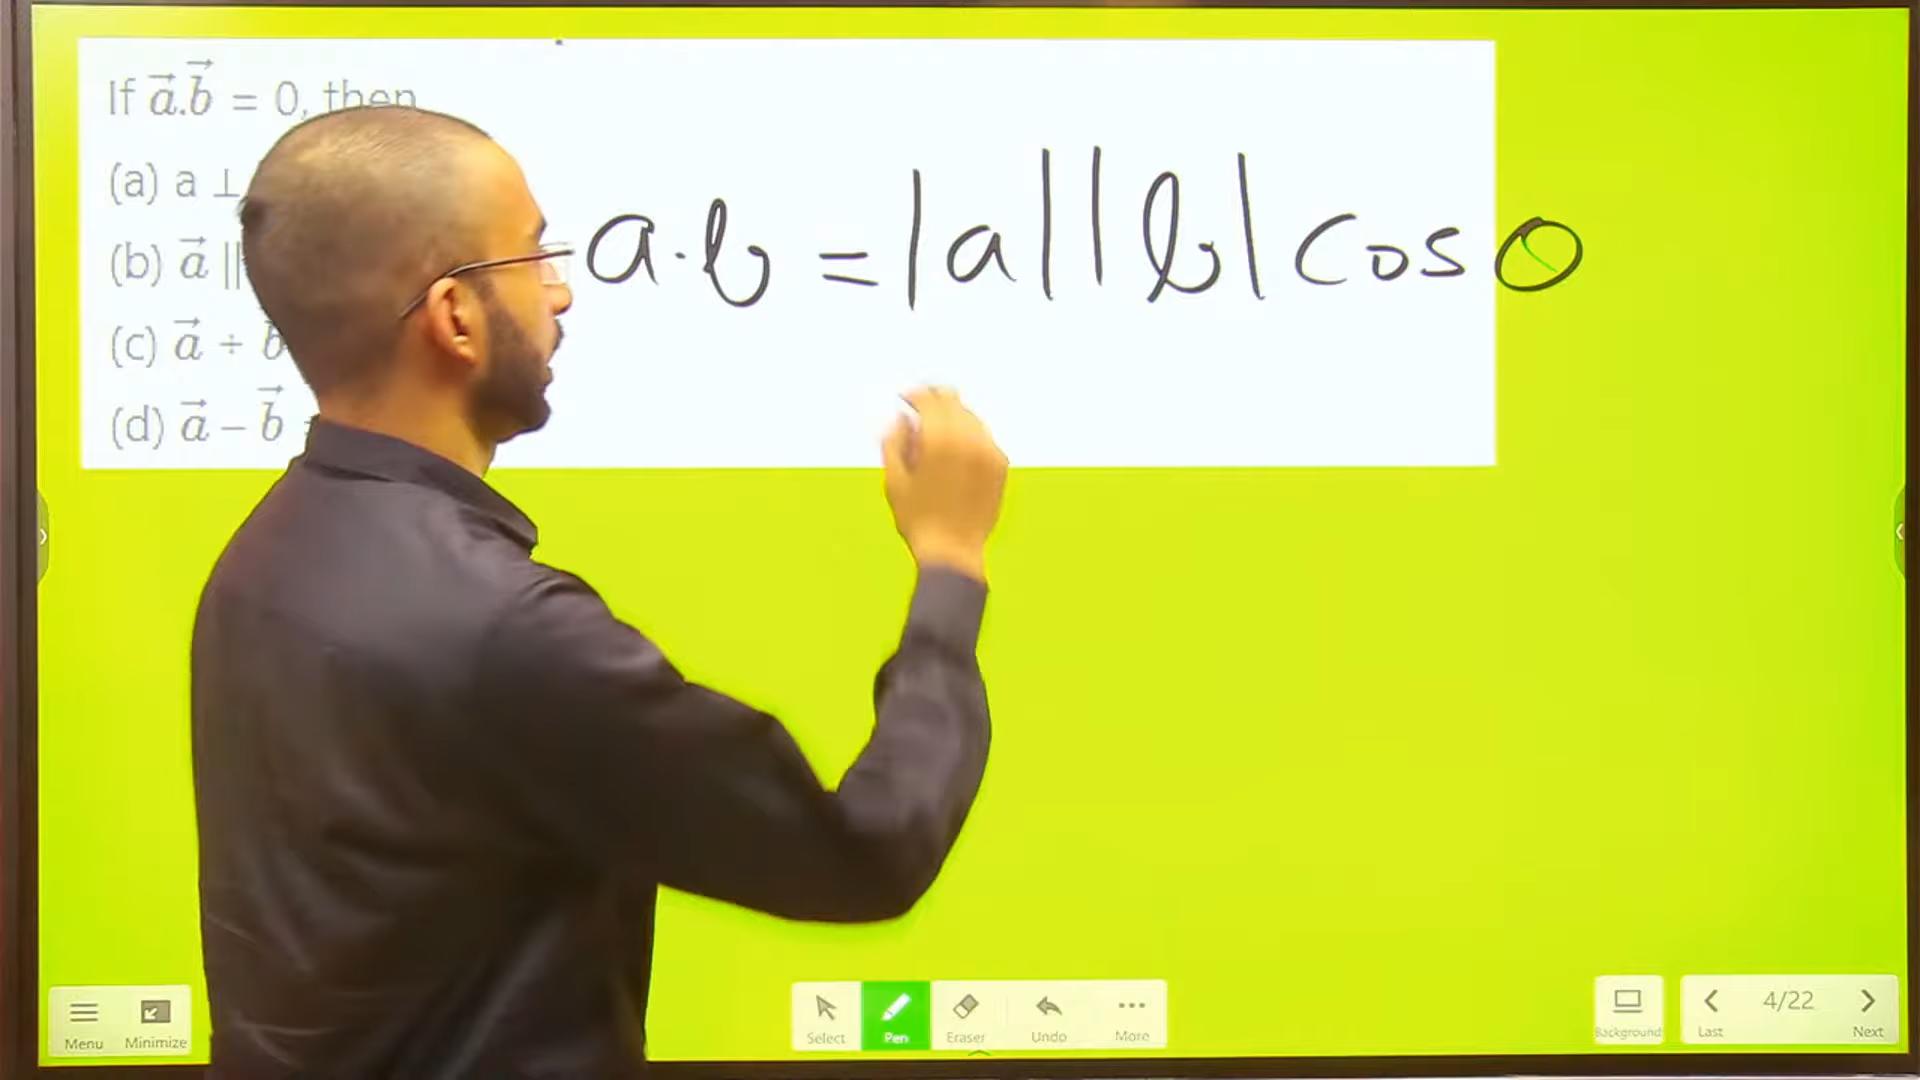 If a⃗.b⃗ = 0, then
(a) a ⊥
(b) a⃗ ||
(c) a⃗ + b⃗
(d) a⃗ – b⃗
a.b = |a||b| cos θ
Menu Minimize Select Pen Eraser Undo More Background Last 4/22 Next